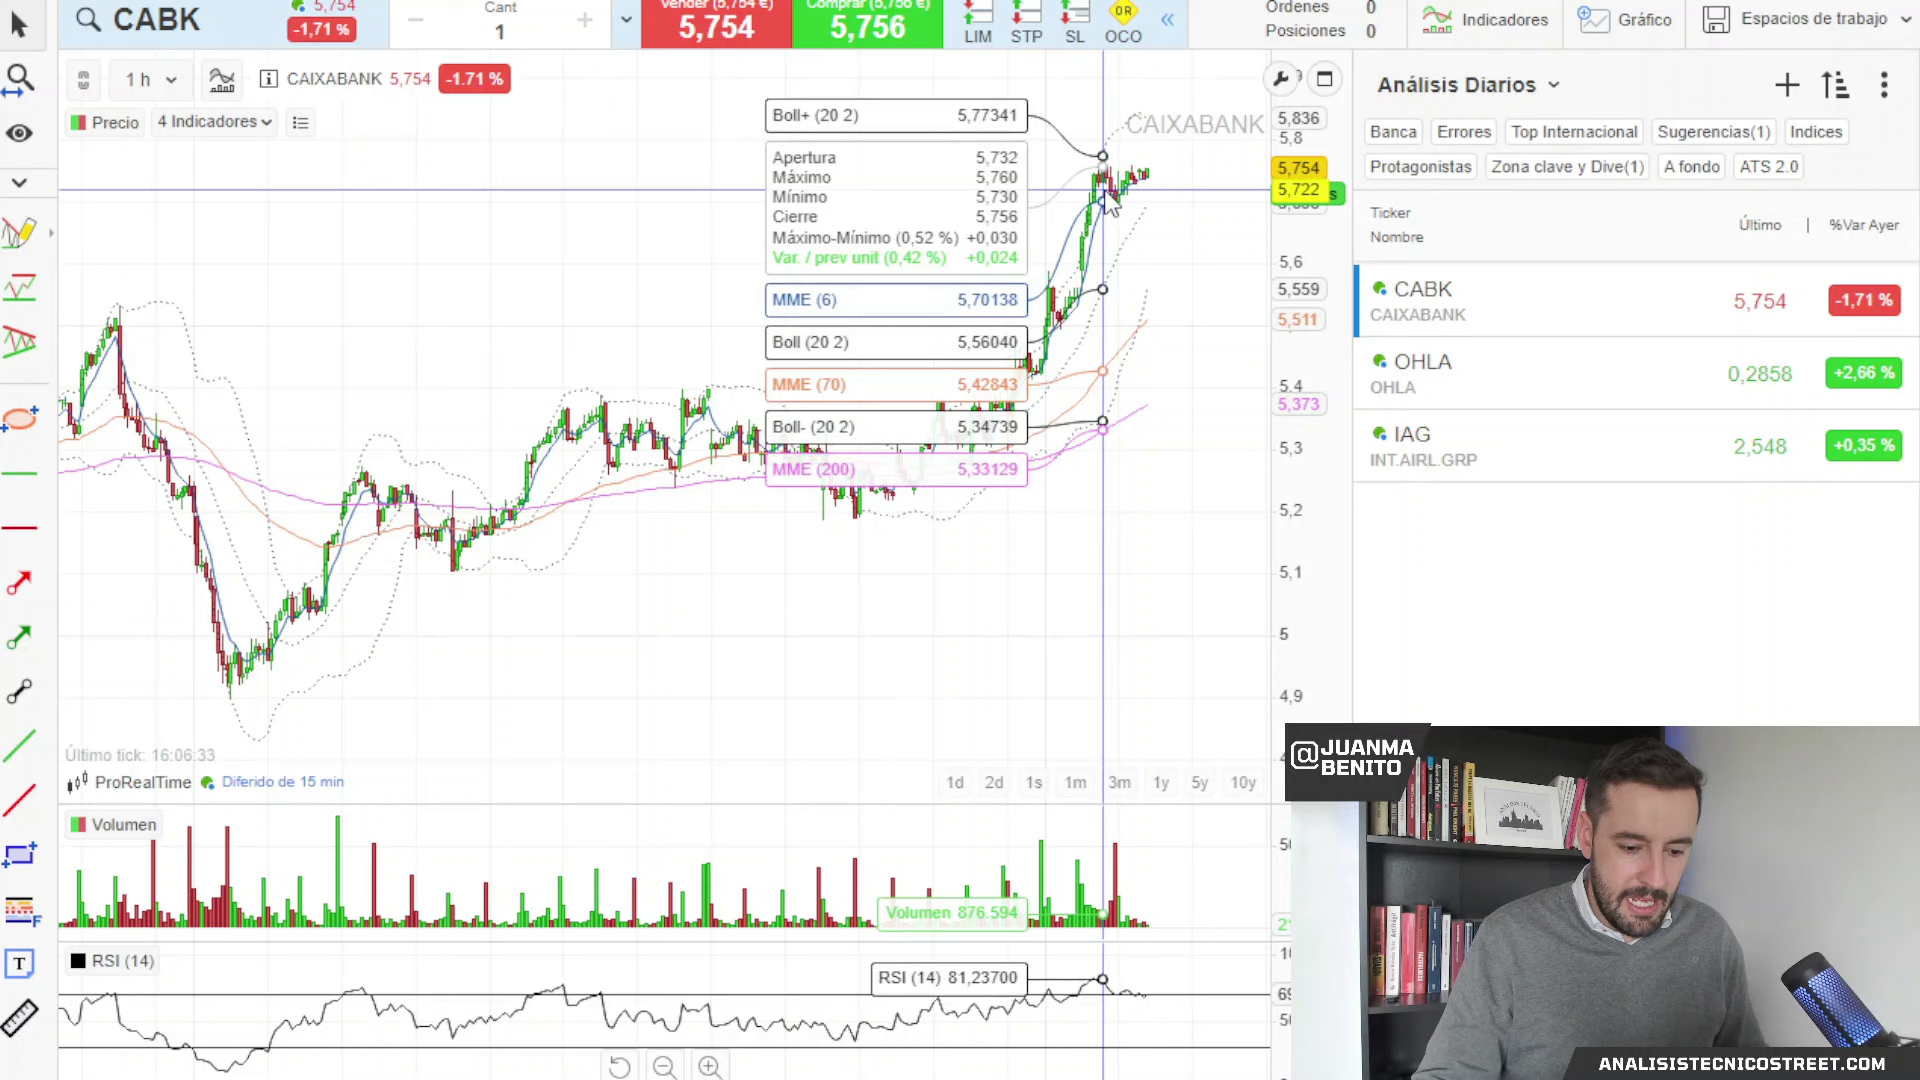 CABK
5,754
-1,71 %
Cant
1
Vender (5,754 €)
5,754
Comprar (5,756 €)
5,756
LIM
STP
SL
OR
OCO
Ordenes 0
Posiciones 0
Indicadores
Gráfico
Espacios de trabajo
1 h
CAIXABANK 5,754 -1.71 %
Precio
4 Indicadores
CAIXABANK
Boll+ (20 2) 5,77341
Apertura 5,732
Máximo 5,760
Mínimo 5,730
Cierre 5,756
Máximo-Mínimo (0,52 %) +0,030
Var. / prev unit (0,42 %) +0,024
MME (6) 5,70138
Boll (20 2) 5,56040
MME (70) 5,42843
Boll- (20 2) 5,34739
MME (200) 5,33129
5,836
5,8
5,754
5,722
5,6
5,559
5,511
5,4
5,373
5,3
5,2
5,1
5
4,9
Último tick: 16:06:33
ProRealTime
Diferido de 15 min
1d 2d 1s 1m 3m 1y 5y 10y
Volumen
Volumen 876.594
RSI (14)
RSI (14) 81,23700
Análisis Diarios
Banca
Errores
Top Internacional
Sugerencias(1)
Indices
Protagonistas
Zona clave y Dive(1)
A fondo
ATS 2.0
Ticker
Nombre
Último
%Var Ayer
CABK
CAIXABANK
5,754
-1,71 %
OHLA
OHLA
0,2858
+2,66 %
IAG
INT.AIRL.GRP
2,548
+0,35 %
@JUANMA
BENITO
T
F
ANALISISTECNICOSTREET.COM